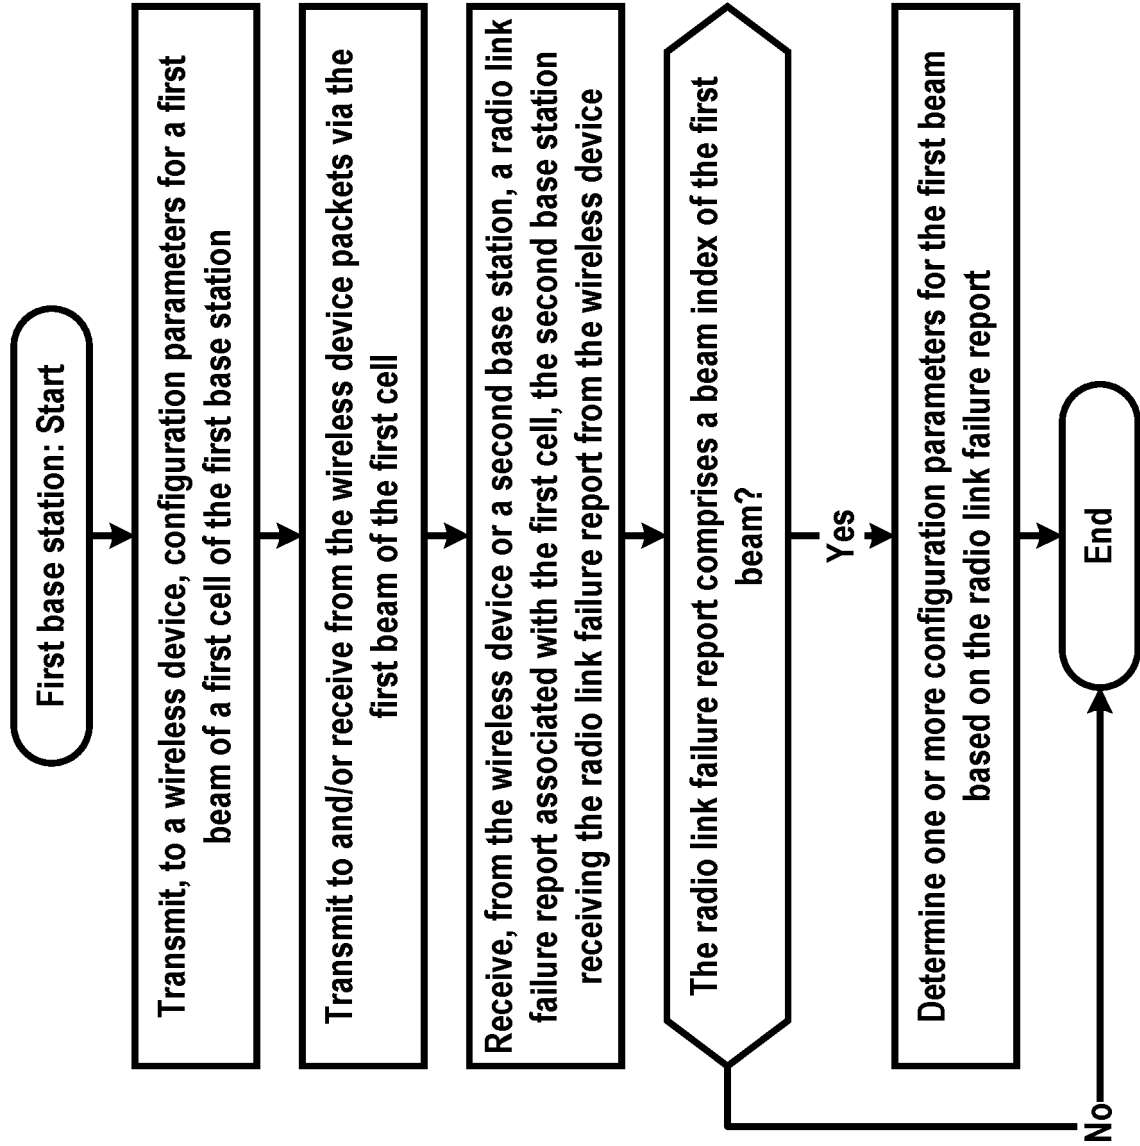 First base station: Start
Transmit, to a wireless device, configuration parameters for a first
beam of a first cell of the first base station
Transmit to and/or receive from the wireless device packets via the
first beam of the first cell
Receive, from the wireless device or a second base station, a radio link
failure report associated with the first cell, the second base station
receiving the radio link failure report from the wireless device
The radio link failure report comprises a beam index of the first
beam?
Yes
Determine one or more configuration parameters for the first beam
based on the radio link failure report
No
End